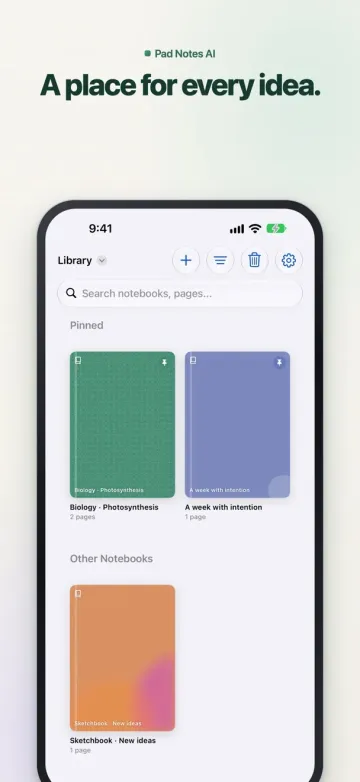 Pad Notes AI
A place for every idea.
9:41
Library
Search notebooks, pages...
Pinned
Biology · Photosynthesis
A week with intention
Biology · Photosynthesis
A week with intention
2 pages
1 page
Other Notebooks
Sketchbook · New ideas
Sketchbook · New ideas
1 page